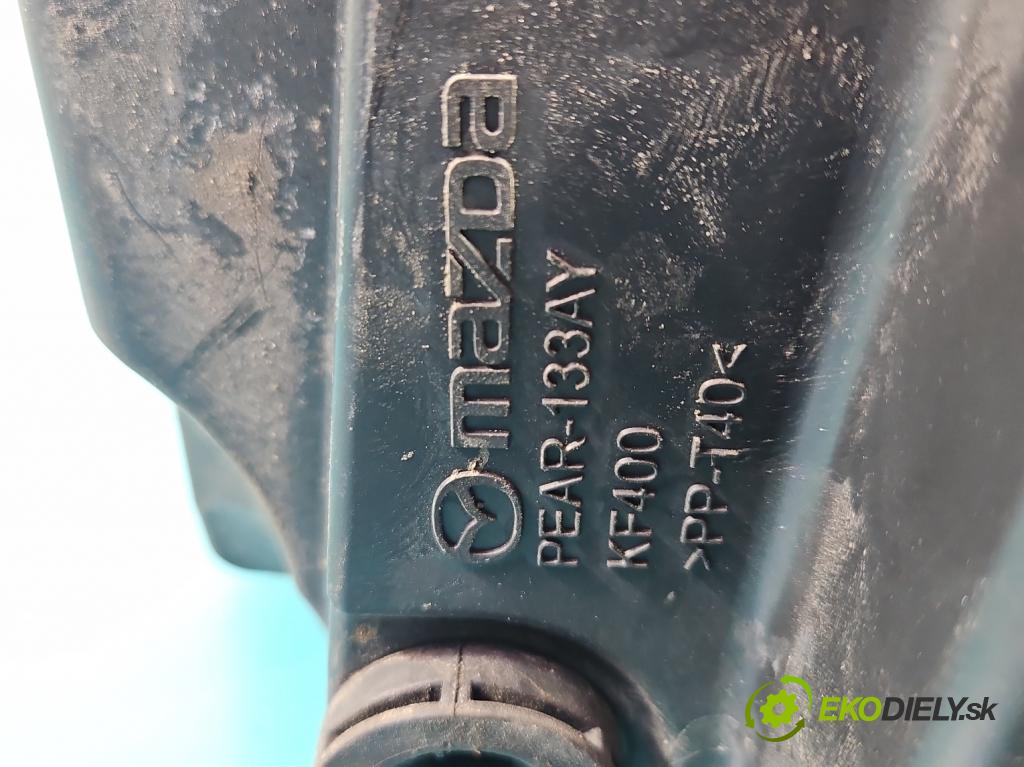 mazda
PEAR-133AY
KF400
>PP-T40<
EKODIELY.sk